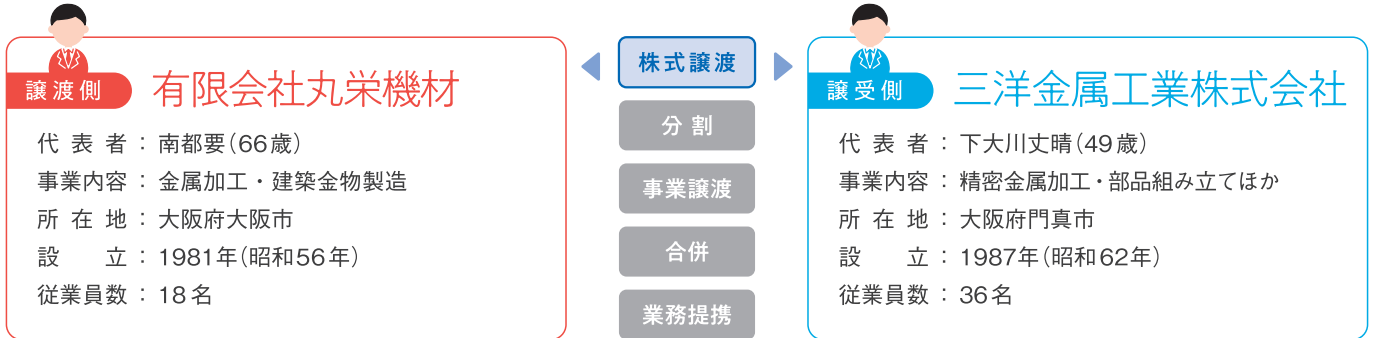 譲渡側 有限会社丸栄機材
代表者：南都要（66歳）
事業内容：金属加工・建築金物製造
所在地：大阪府大阪市
設立：1981年（昭和56年）
従業員数：18名
株式譲渡
分割
事業譲渡
合併
業務提携
譲受側 三洋金属工業株式会社
代表者：下大川丈晴（49歳）
事業内容：精密金属加工・部品組み立てほか
所在地：大阪府門真市
設立：1987年（昭和62年）
従業員数：36名